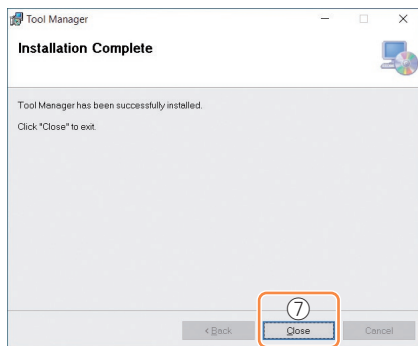 Tool Manager
Installation Complete
Tool Manager has been successfully installed.
Click "Close" to exit.
⑦
< Back
Close
Cancel